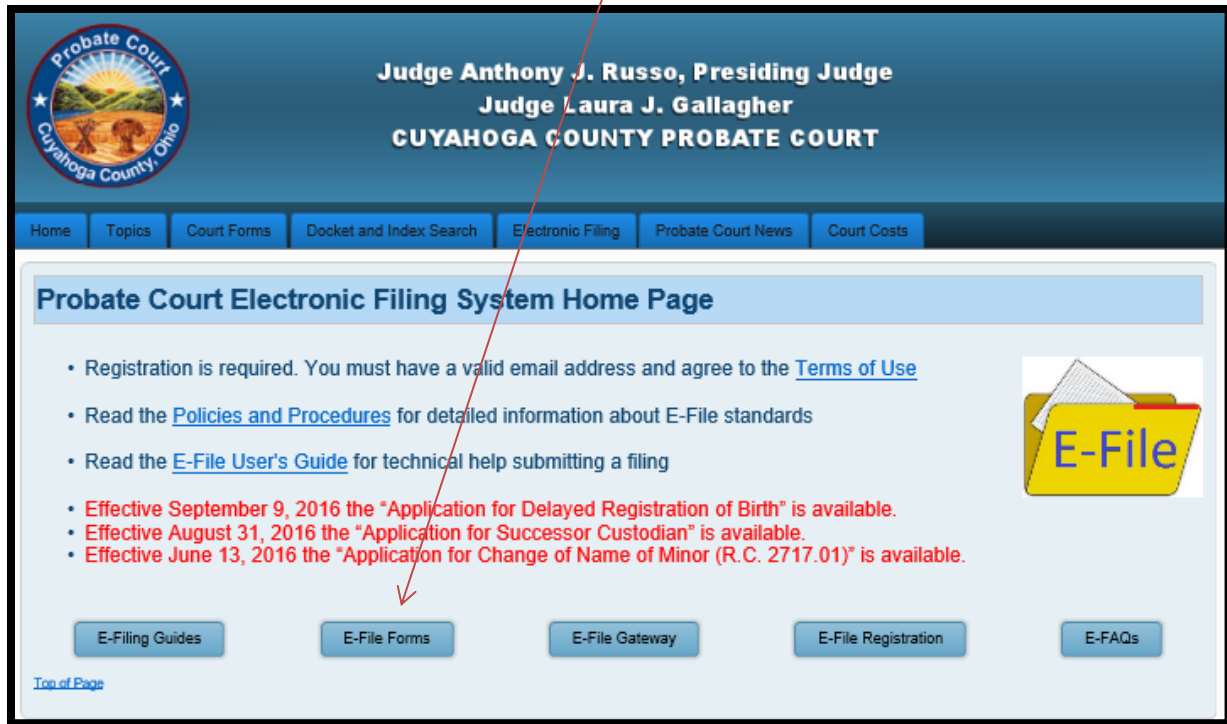 Probate Court
Cuyahoga County, Ohio
Judge Anthony J. Russo, Presiding Judge
Judge Laura J. Gallagher
CUYAHOGA COUNTY PROBATE COURT
Home Topics Court Forms Docket and Index Search Electronic Filing Probate Court News Court Costs
Probate Court Electronic Filing System Home Page
• Registration is required. You must have a valid email address and agree to the Terms of Use
• Read the Policies and Procedures for detailed information about E-File standards
• Read the E-File User's Guide for technical help submitting a filing
E-File
• Effective September 9, 2016 the “Application for Delayed Registration of Birth” is available.
• Effective August 31, 2016 the “Application for Successor Custodian” is available.
• Effective June 13, 2016 the “Application for Change of Name of Minor (R.C. 2717.01)” is available.
E-Filing Guides E-File Forms E-File Gateway E-File Registration E-FAQs
Top of Page